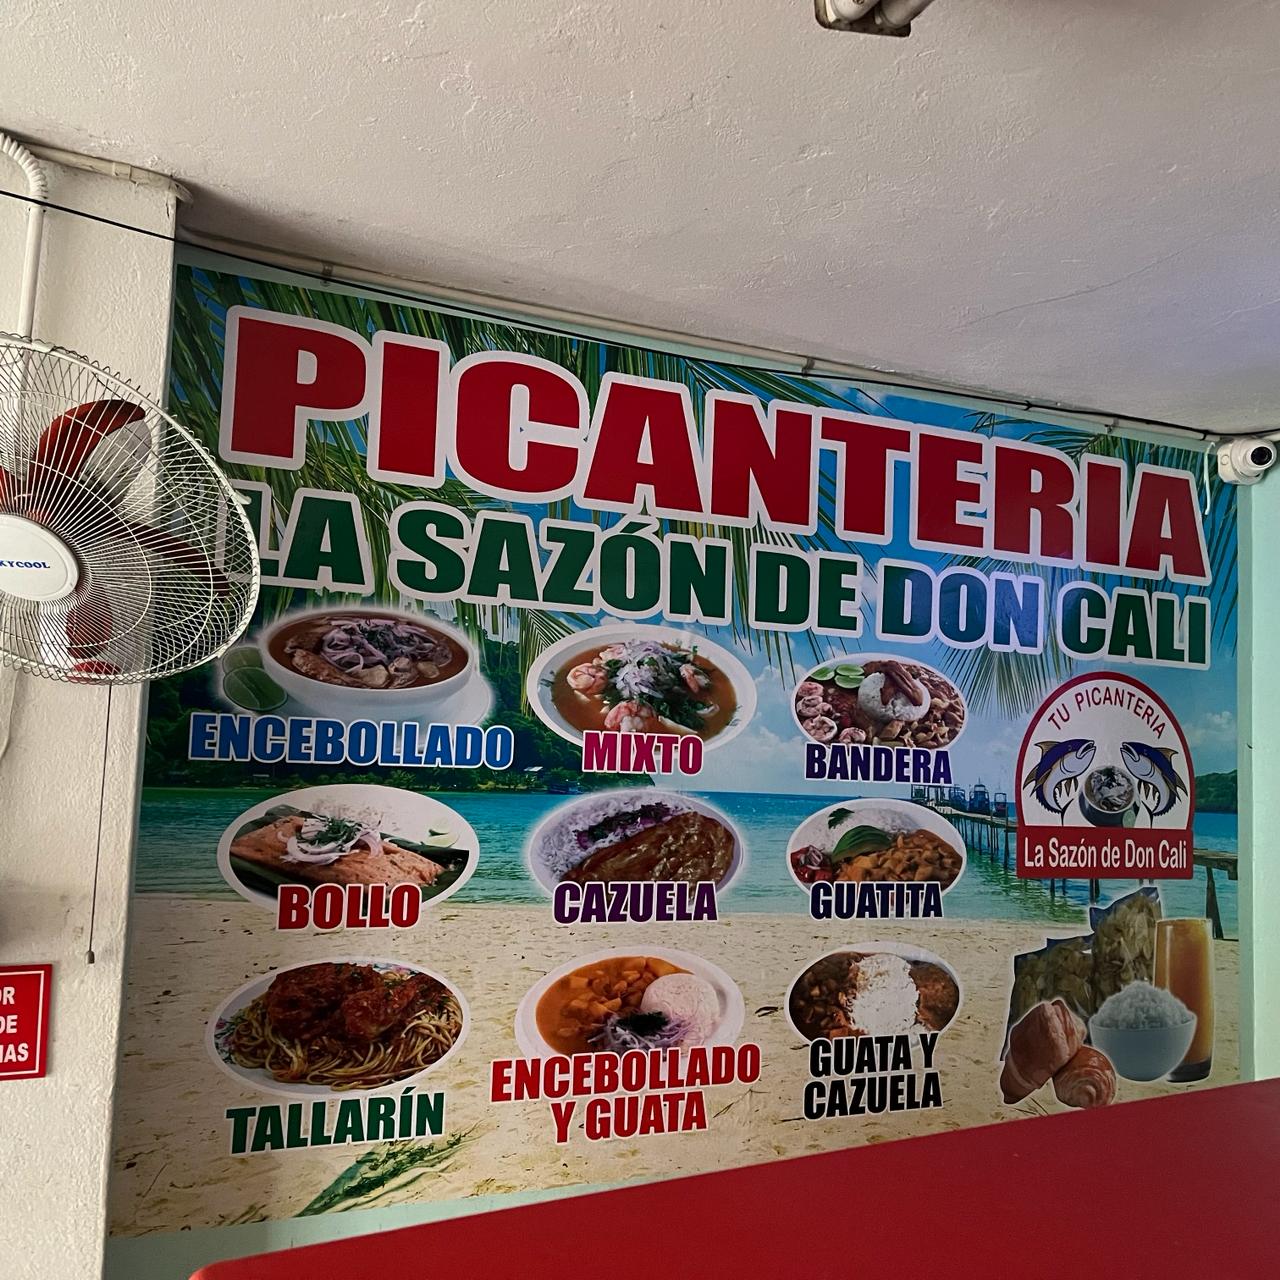 PICANTERIA
LA SAZÓN DE DON CALI
ENCEBOLLADO
MIXTO
BANDERA
TU PICANTERIA
La Sazón de Don Cali
BOLLO
CAZUELA
GUATITA
TALLARÍN
ENCEBOLLADO
Y GUATA
GUATA Y
CAZUELA